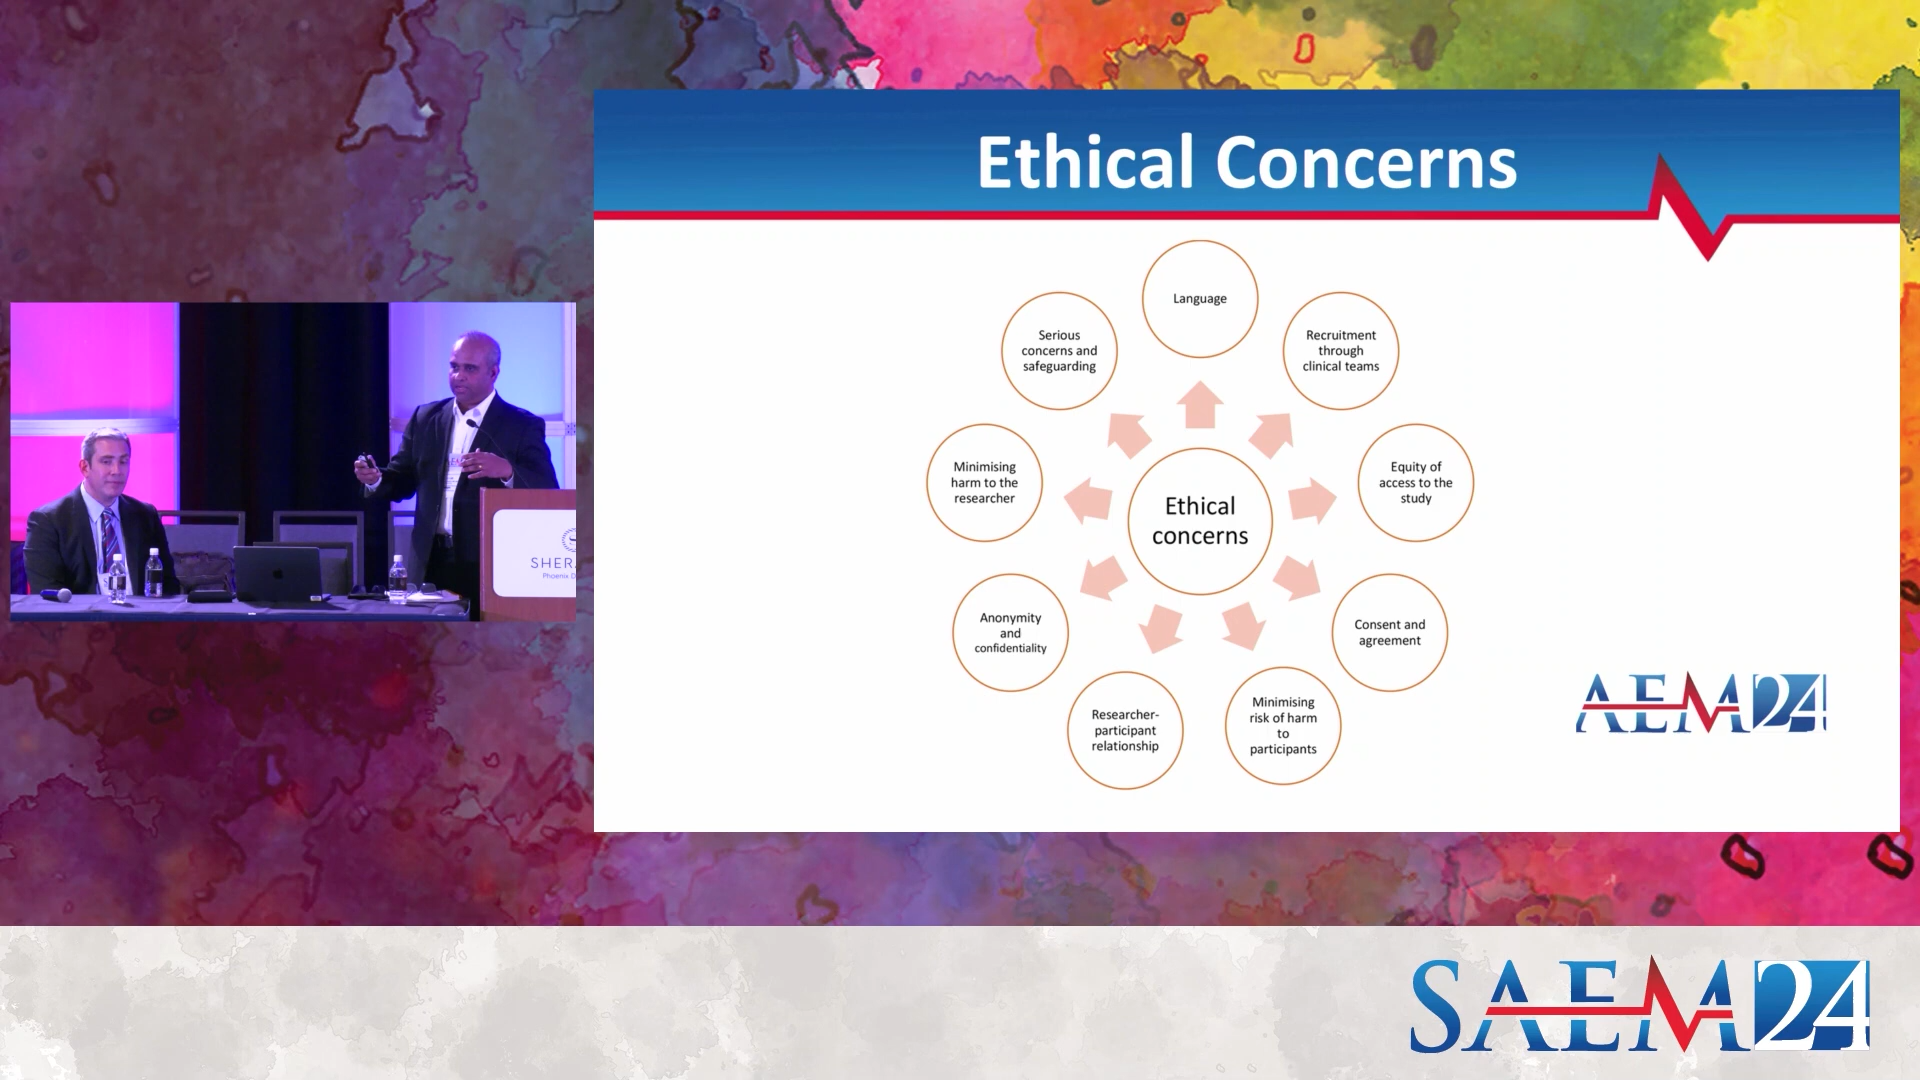 Ethical Concerns
Language
Serious
concerns and
safeguarding
Recruitment
through
clinical teams
Minimising
harm to the
researcher
Equity of
access to the
study
Ethical
concerns
Anonymity
and
confidentiality
Consent and
agreement
Researcher-
participant
relationship
Minimising
risk of harm
to
participants
AEM24
SHER
Phoenix D
SAEM24